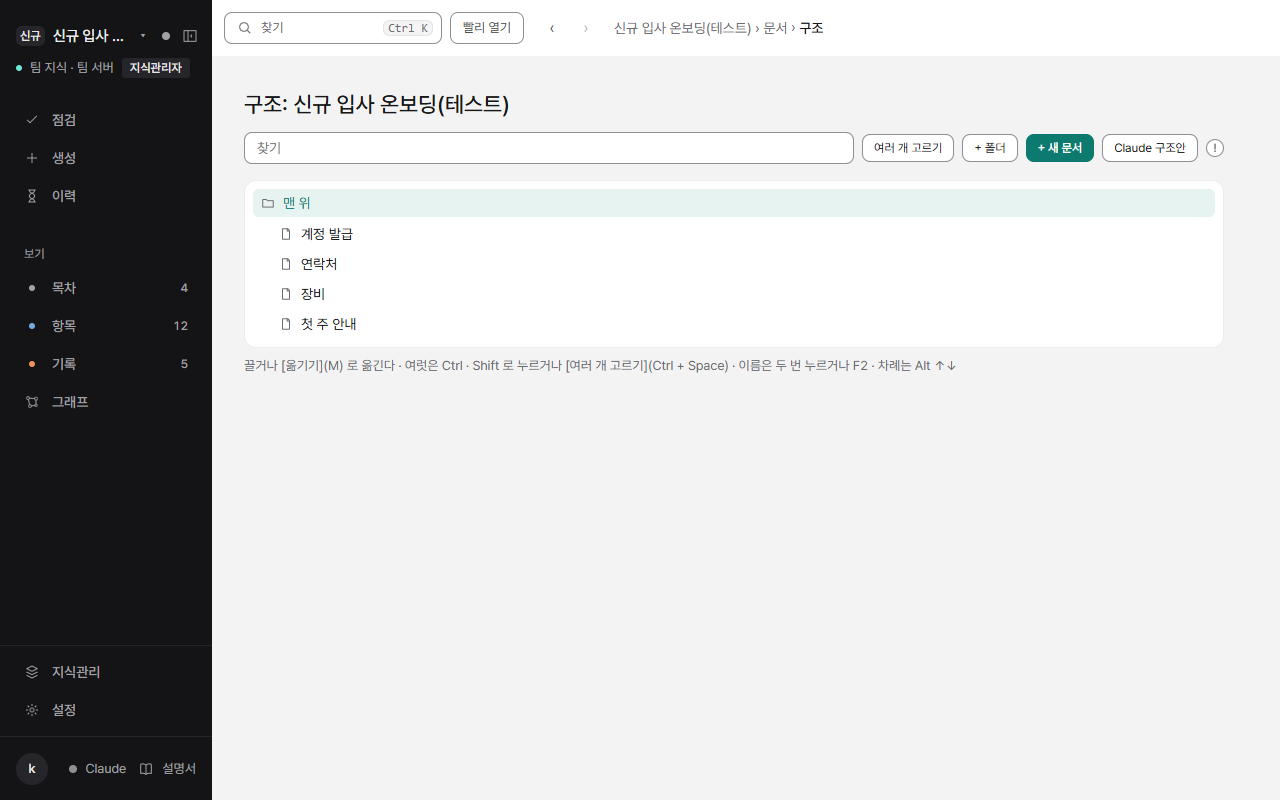 신규 신규 입사 ...
팀 지식 · 팀 서버 지식관리자
점검
생성
이력
보기
목차 4
항목 12
기록 5
그래프
지식관리
설정
k Claude 설명서
찾기 Ctrl K 빨리 열기 ‹ › 신규 입사 온보딩(테스트) › 문서 › 구조
구조: 신규 입사 온보딩(테스트)
찾기 여러 개 고르기 + 폴더 + 새 문서 Claude 구조안 !
맨 위
계정 발급
연락처
장비
첫 주 안내
끌거나 [옮기기](M) 로 옮긴다 · 여럿은 Ctrl · Shift 로 누르거나 [여러 개 고르기](Ctrl + Space) · 이름은 두 번 누르거나 F2 · 차례는 Alt ↑↓